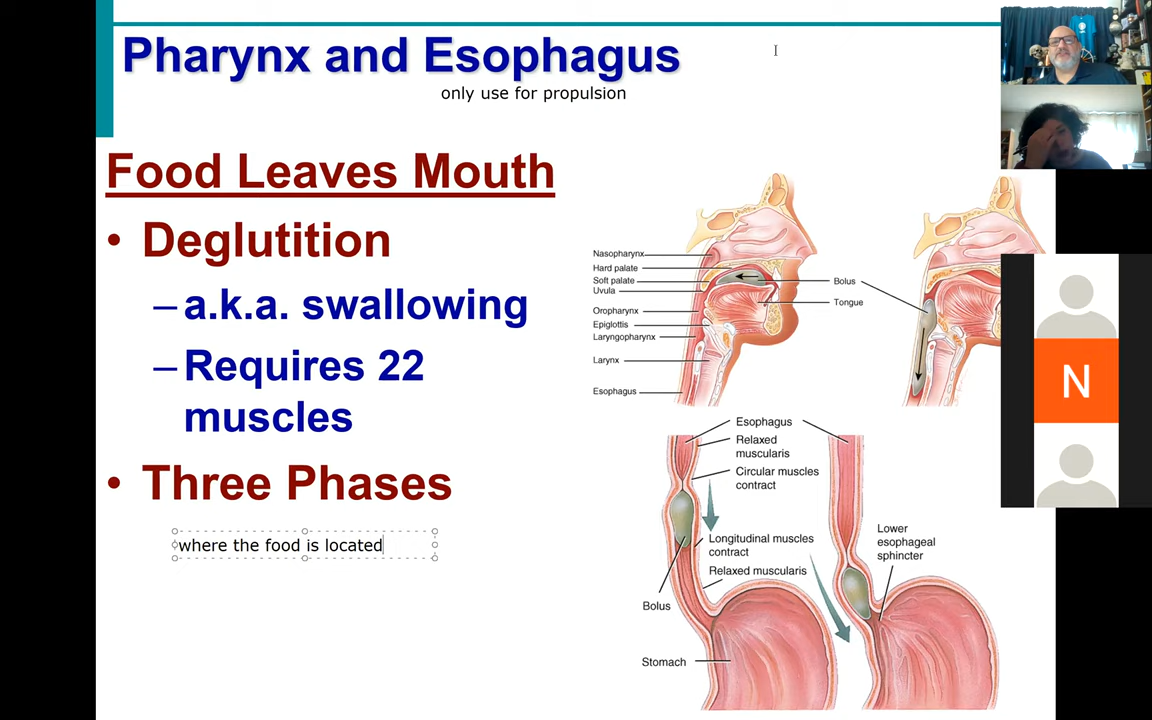 Pharynx and Esophagus
only use for propulsion
Food Leaves Mouth
• Deglutition
– a.k.a. swallowing
– Requires 22
muscles
• Three Phases
where the food is located
Nasopharynx
Hard palate
Soft palate
Uvula
Oropharynx
Epiglottis
Laryngopharynx
Larynx
Esophagus
Bolus
Tongue
Esophagus
Relaxed
muscularis
Circular muscles
contract
Longitudinal muscles
contract
Relaxed muscularis
Bolus
Stomach
Lower
esophageal
sphincter
N